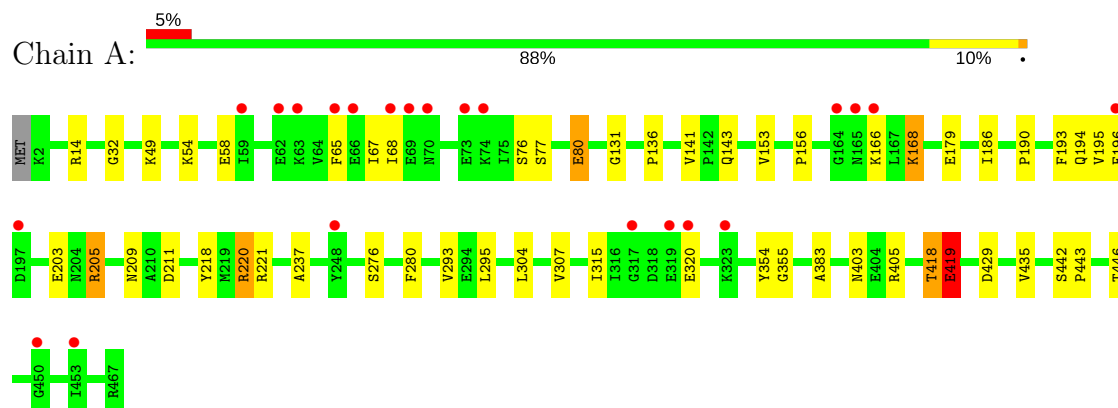 5%
Chain A:
88% 10% •
MET K2 R14 G32 K49 K54 E58 I59 E62 K63 V64 F65 E66 I67 I68 E69 N70 E73 K74 I75 S76 S77 E80 G131 P136 V141 P142 Q143 V153 P156 G164 N165 K166 L167 K168 E179 I186 P190 F193 Q194 V195 E196
D197 E203 N204 R205 N209 A210 D211 Y218 M219 R220 R221 A237 Y248 S276 F280 V293 E294 L295 L304 V307 I315 I316 G317 D318 E319 E320 K323 Y354 G355 A383 N403 E404 R405 T418 E419 D429 V435 S442 P443 T446
G450 I453 R467